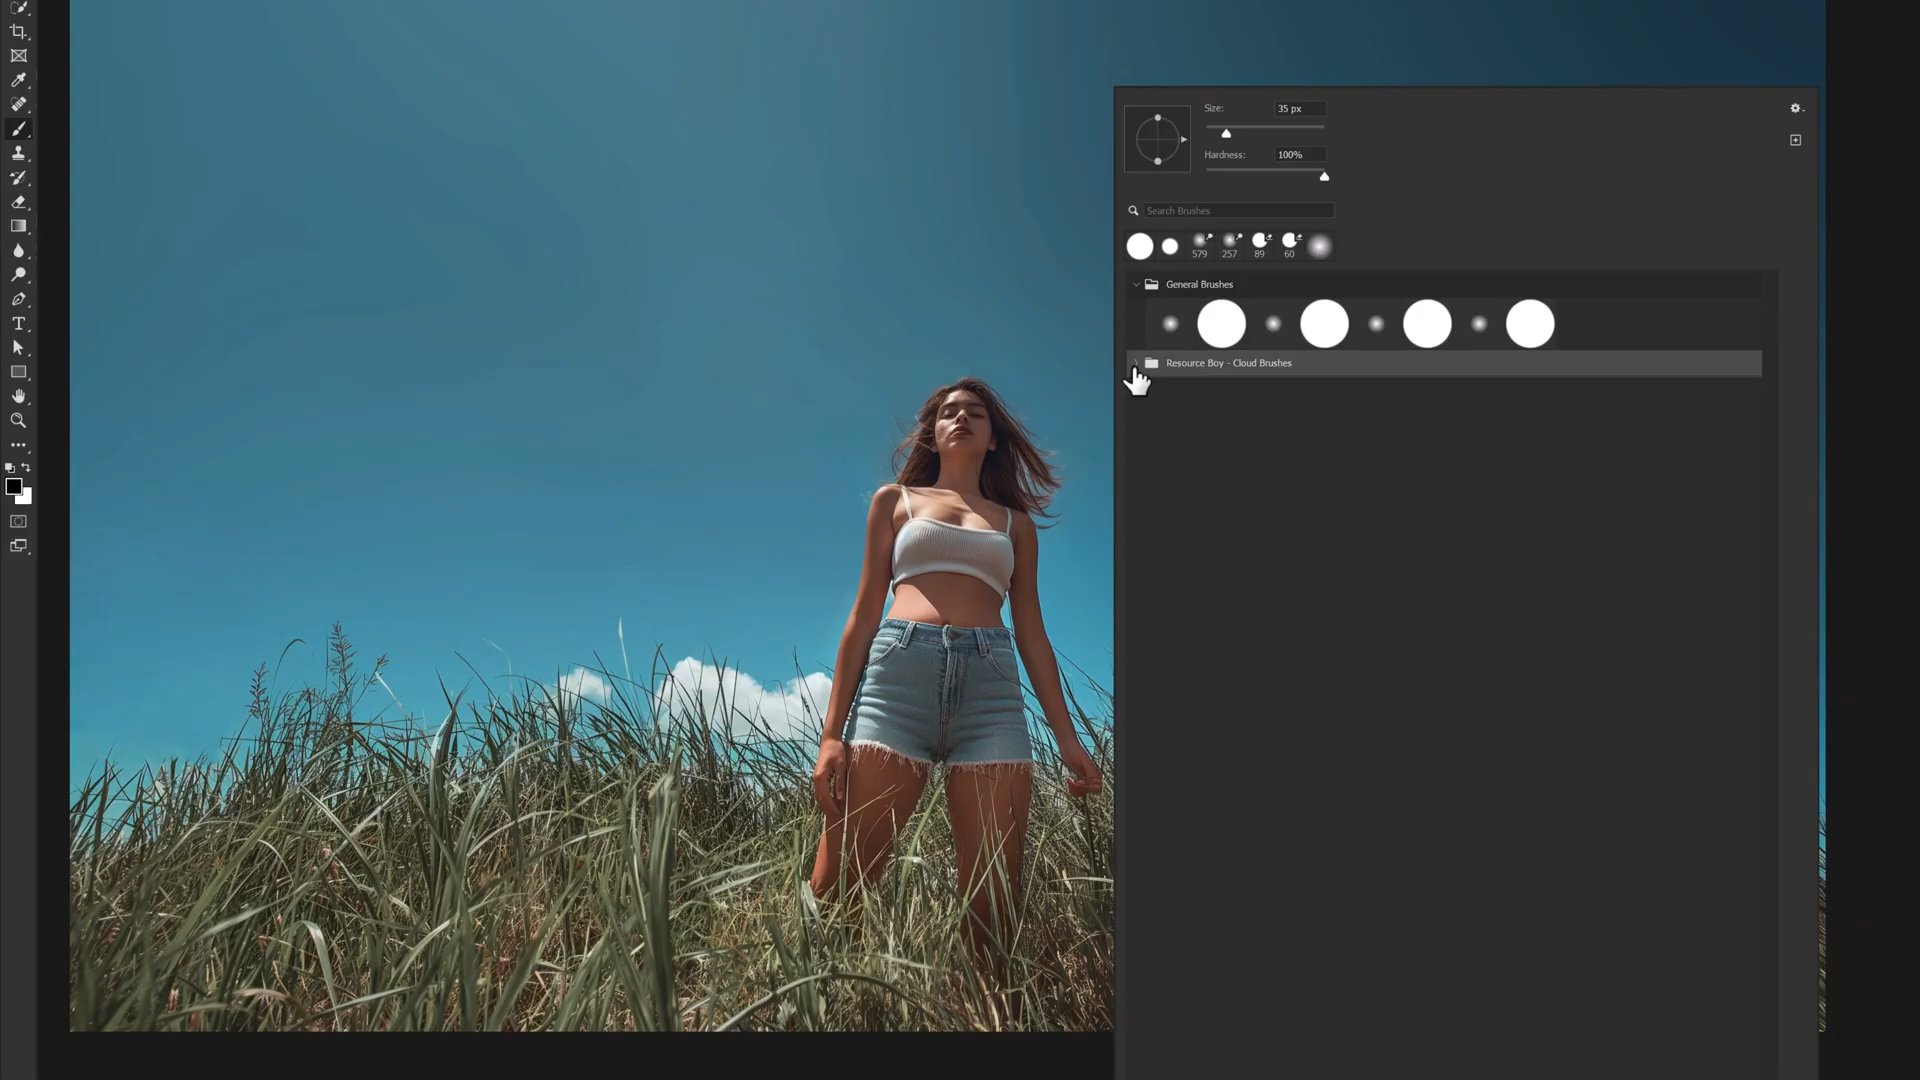 Size:
35 px
Hardness:
100%
Search Brushes
579
257
89
60
General Brushes
Resource Boy - Cloud Brushes